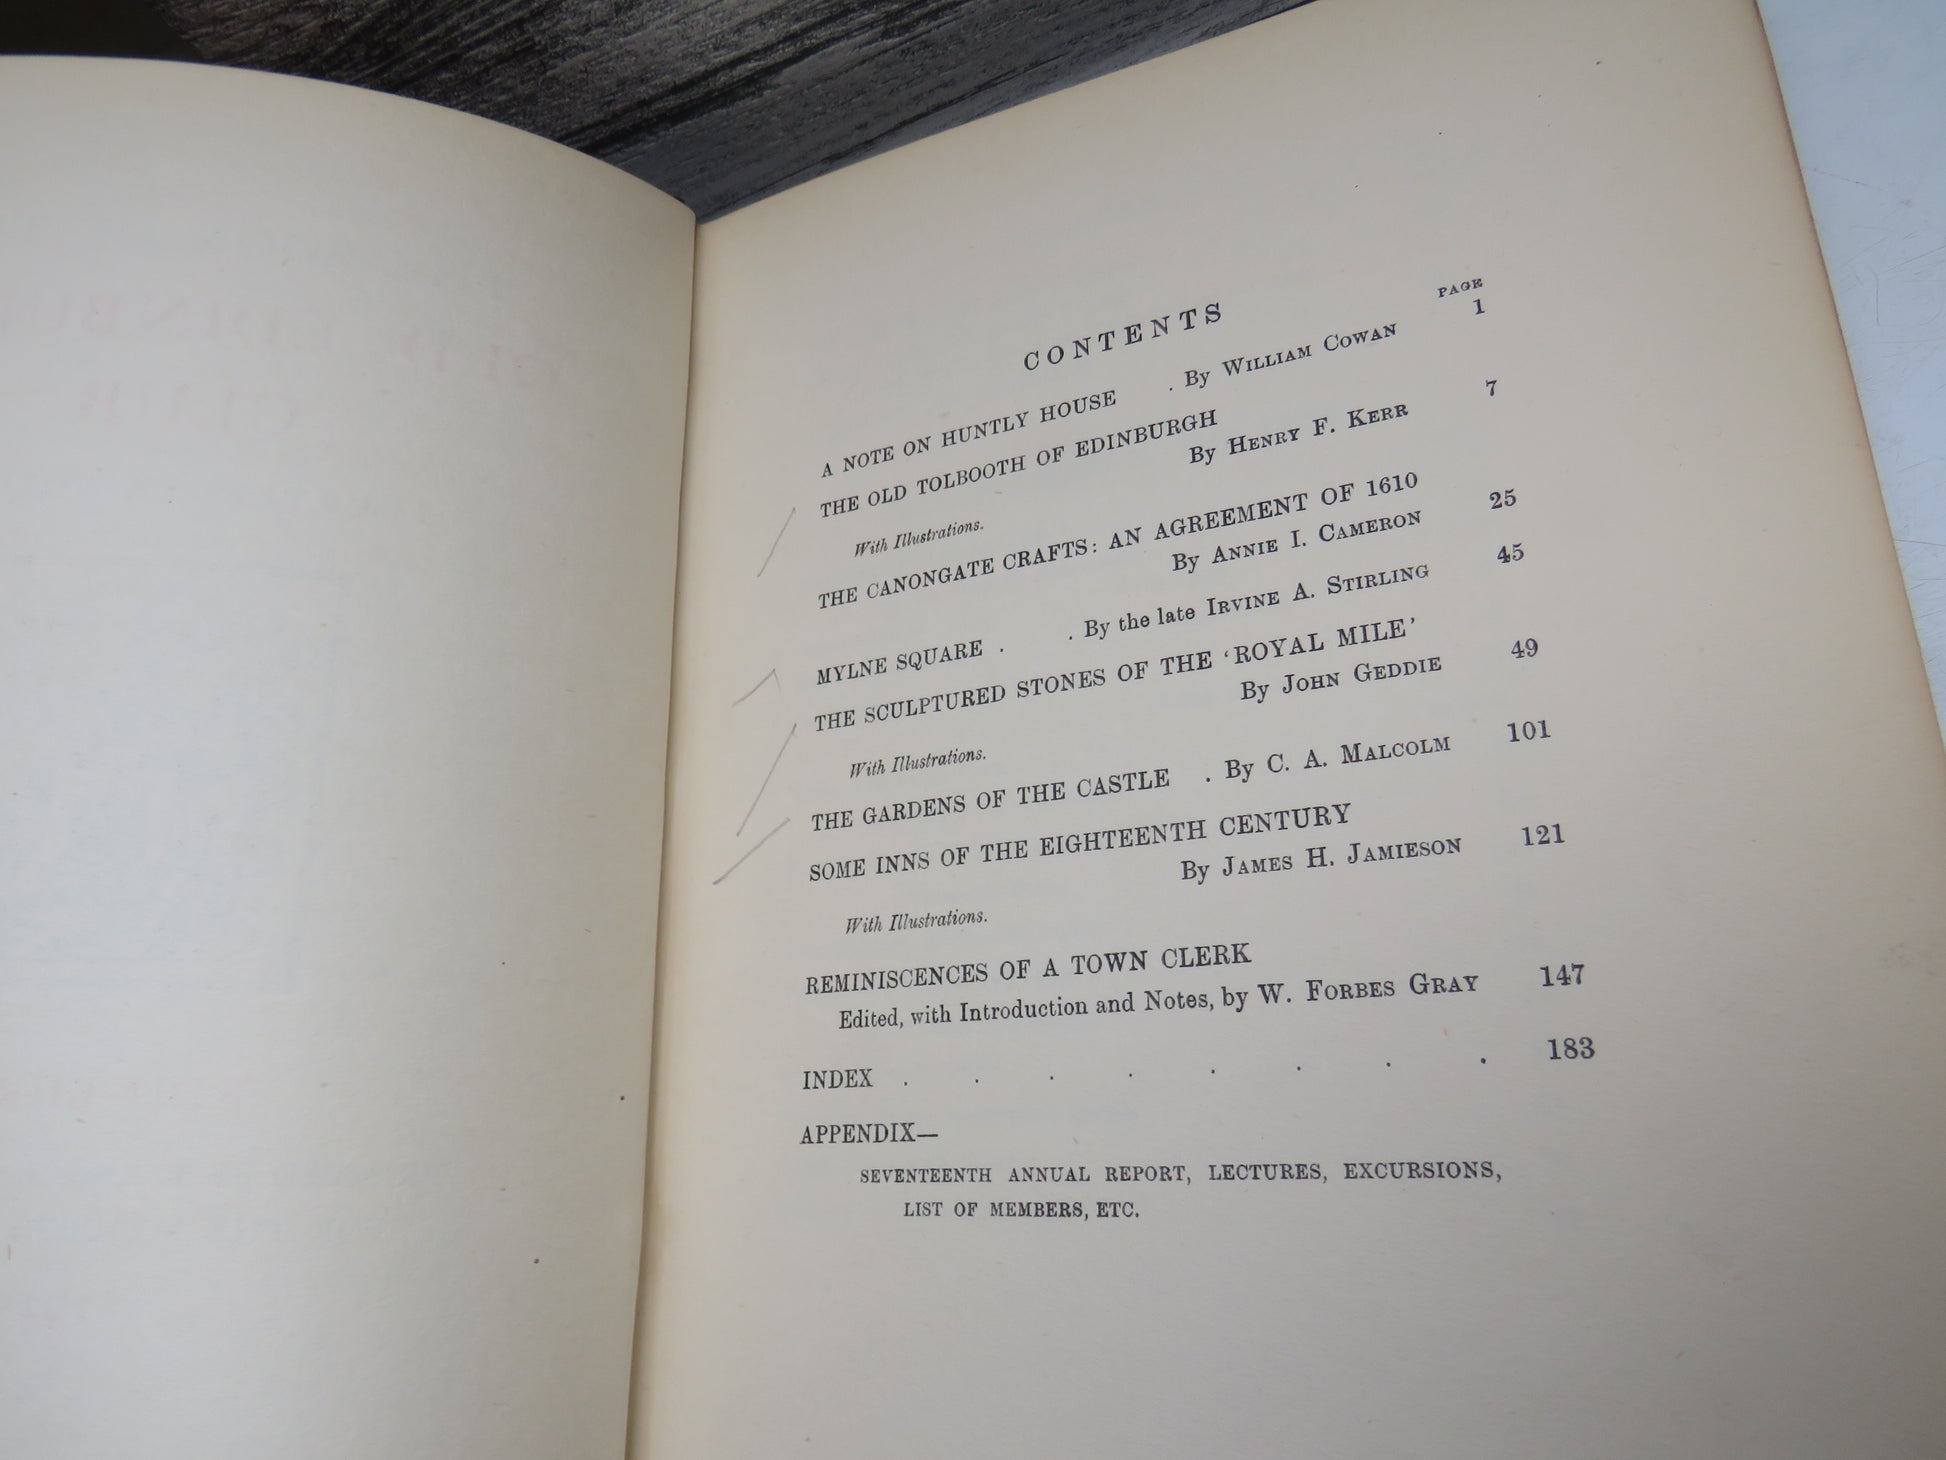 CONTENTS
PAGE
A NOTE ON HUNTLY HOUSE . By WILLIAM COWAN 1
THE OLD TOLBOOTH OF EDINBURGH
By HENRY F. KERR 7
With Illustrations.
THE CANONGATE CRAFTS: AN AGREEMENT OF 1610
By ANNIE I. CAMERON 25
MYLNE SQUARE . . By the late IRVINE A. STIRLING 45
THE SCULPTURED STONES OF THE 'ROYAL MILE'
By JOHN GEDDIE 49
With Illustrations.
THE GARDENS OF THE CASTLE . By C. A. MALCOLM 101
SOME INNS OF THE EIGHTEENTH CENTURY
By JAMES H. JAMIESON 121
With Illustrations.
REMINISCENCES OF A TOWN CLERK
Edited, with Introduction and Notes, by W. FORBES GRAY 147
INDEX . . . . . . . . 183
APPENDIX—
SEVENTEENTH ANNUAL REPORT, LECTURES, EXCURSIONS,
LIST OF MEMBERS, ETC.